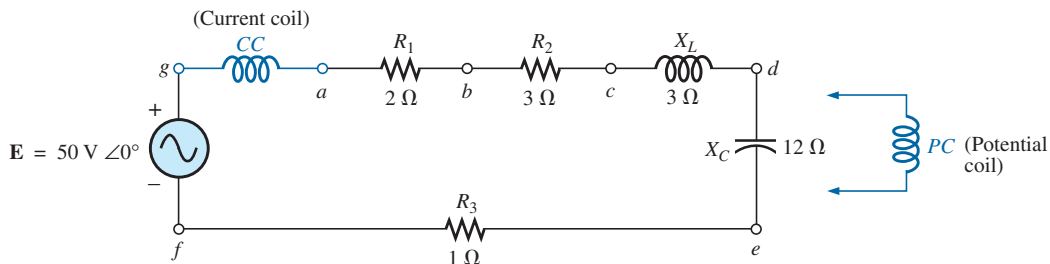 (Current coil)
CC
R1
R2
XL
g
a
2 Ω
b
3 Ω
c
3 Ω
d
+
E = 50 V ∠0°
−
XC
12 Ω
PC (Potential
coil)
R3
f
1 Ω
e